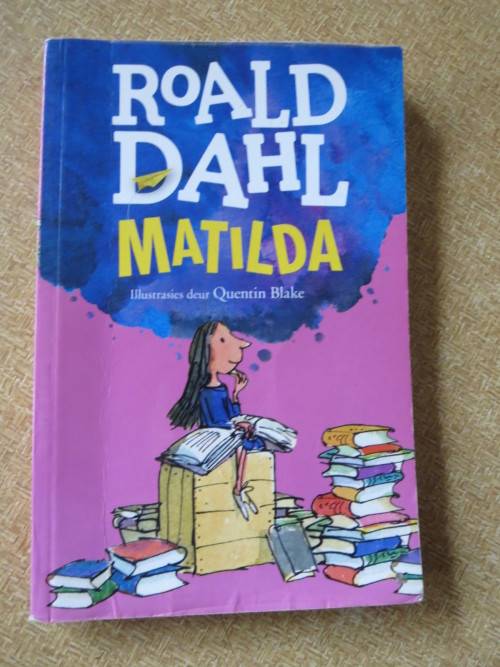 ROALD
DAHL
MATILDA
Illustrasies deur Quentin Blake